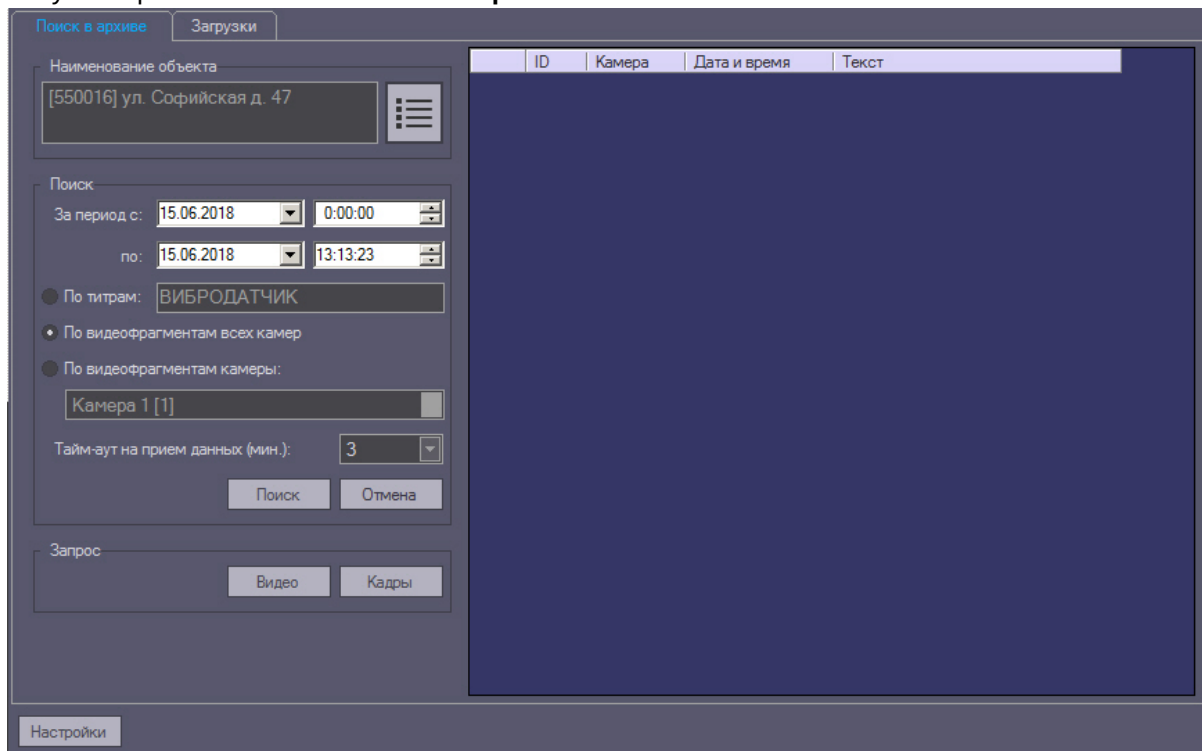 Поиск в архиве Загрузки
Наименование объекта
[550016] ул. Софийская д. 47
ID Камера Дата и время Текст
Поиск
За период с: 15.06.2018 0:00:00
по: 15.06.2018 13:13:23
По титрам: ВИБРОДАТЧИК
По видеофрагментам всех камер
По видеофрагментам камеры:
Камера 1 [1]
Тайм-аут на прием данных (мин.): 3
Поиск Отмена
Запрос
Видео Кадры
Настройки